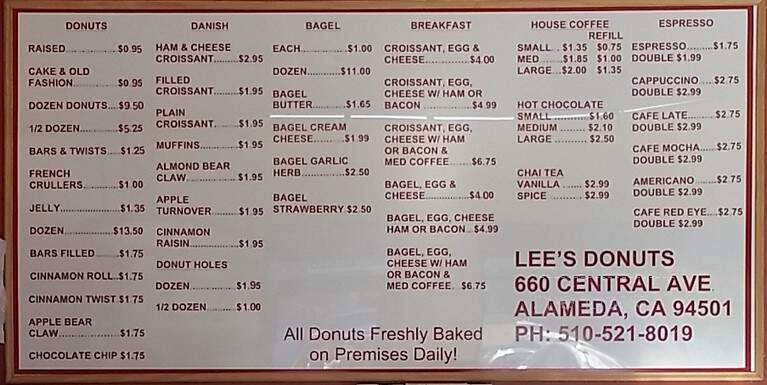 DONUTS
RAISED............$0.95
CAKE & OLD
FASHION............$0.95
DOZEN DONUTS...$9.50
1/2 DOZEN.........$5.25
BARS & TWISTS....$1.25
FRENCH
CRULLERS............$1.00
JELLY................$1.35
DOZEN..............$13.50
BARS FILLED........$1.75
CINNAMON ROLL..$1.75
CINNAMON TWIST.$1.75
APPLE BEAR
CLAW................$1.75
CHOCOLATE CHIP $1.75
DANISH
HAM & CHEESE
CROISSANT........$2.95
FILLED
CROISSANT........$1.95
PLAIN
CROISSANT........$1.95
MUFFINS............$1.95
ALMOND BEAR
CLAW...............$1.95
APPLE
TURNOVER.........$1.95
CINNAMON
RAISIN..............$1.95
DONUT HOLES
DOZEN..............$1.95
1/2 DOZEN.........$1.00
BAGEL
EACH..............$1.00
DOZEN...........$11.00
BAGEL
BUTTER...........$1.65
BAGEL CREAM
CHEESE..........$1.99
BAGEL GARLIC
HERB..............$2.50
BAGEL
STRAWBERRY.$2.50
BREAKFAST
CROISSANT, EGG &
CHEESE.............$4.00
CROISSANT, EGG,
CHEESE W/ HAM OR
BACON ..............$4.99
CROISSANT, EGG,
CHEESE W/ HAM
OR BACON &
MED COFFEE......$6.75
BAGEL, EGG &
CHEESE.............$4.00
BAGEL, EGG, CHEESE
HAM OR BACON...$4.99
BAGEL, EGG,
CHEESE W/ HAM
OR BACON &
MED COFFEE...$6.75
HOUSE COFFEE
REFILL
SMALL... $1.35 $0.75
MED........$1.85 $1.00
LARGE...$2.00 $1.35
HOT CHOCOLATE
SMALL ...........$1.60
MEDIUM ........$2.10
LARGE ..........$2.50
CHAI TEA
VANILLA ......$2.99
SPICE ..........$2.99
ESPRESSO
ESPRESSO.........$1.75
DOUBLE $1.99
CAPPUCCINO....$2.75
DOUBLE $2.99
CAFE LATE........$2.75
DOUBLE $2.99
CAFE MOCHA.....$2.75
DOUBLE $2.99
AMERICANO......$2.75
DOUBLE $2.99
CAFE RED EYE....$2.75
DOUBLE $2.99
All Donuts Freshly Baked
on Premises Daily!
LEE'S DONUTS
660 CENTRAL AVE
ALAMEDA, CA 94501
PH: 510-521-8019